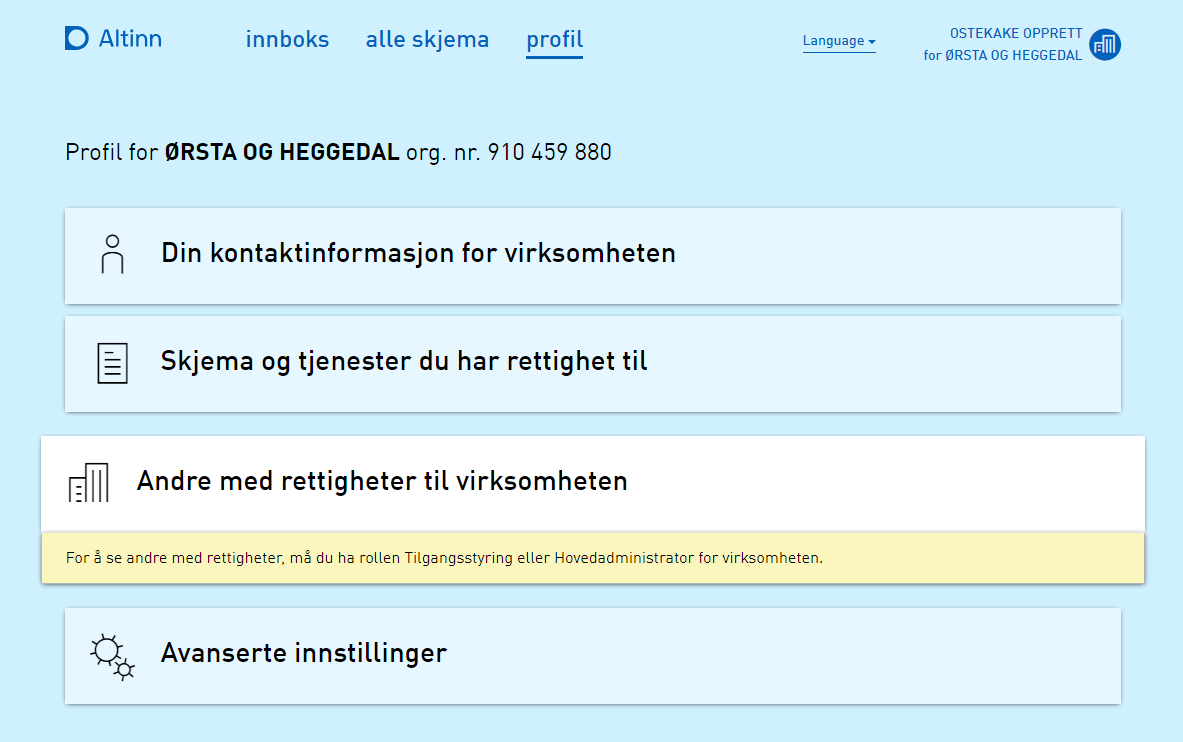 Altinn innboks alle skjema profil Language OSTEKAKE OPPRETT
for ØRSTA OG HEGGEDAL
Profil for ØRSTA OG HEGGEDAL org. nr. 910 459 880
Din kontaktinformasjon for virksomheten
Skjema og tjenester du har rettighet til
Andre med rettigheter til virksomheten
For å se andre med rettigheter, må du ha rollen Tilgangsstyring eller Hovedadministrator for virksomheten.
Avanserte innstillinger